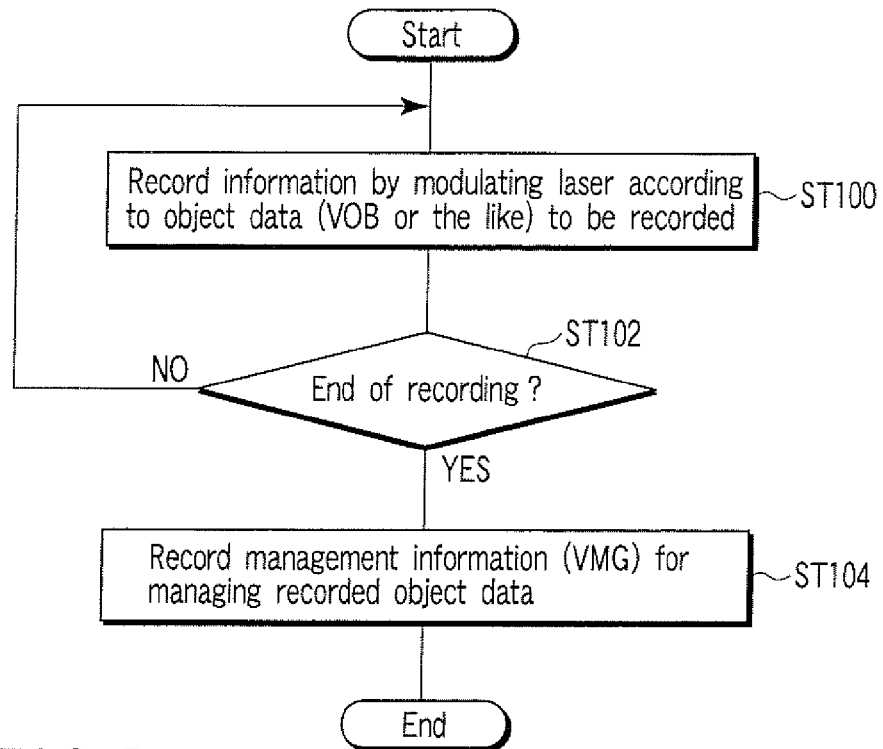 Start
Record information by modulating laser according
to object data (VOB or the like) to be recorded
ST100
ST102
End of recording ?
NO
YES
Record management information (VMG) for
managing recorded object data
ST104
End